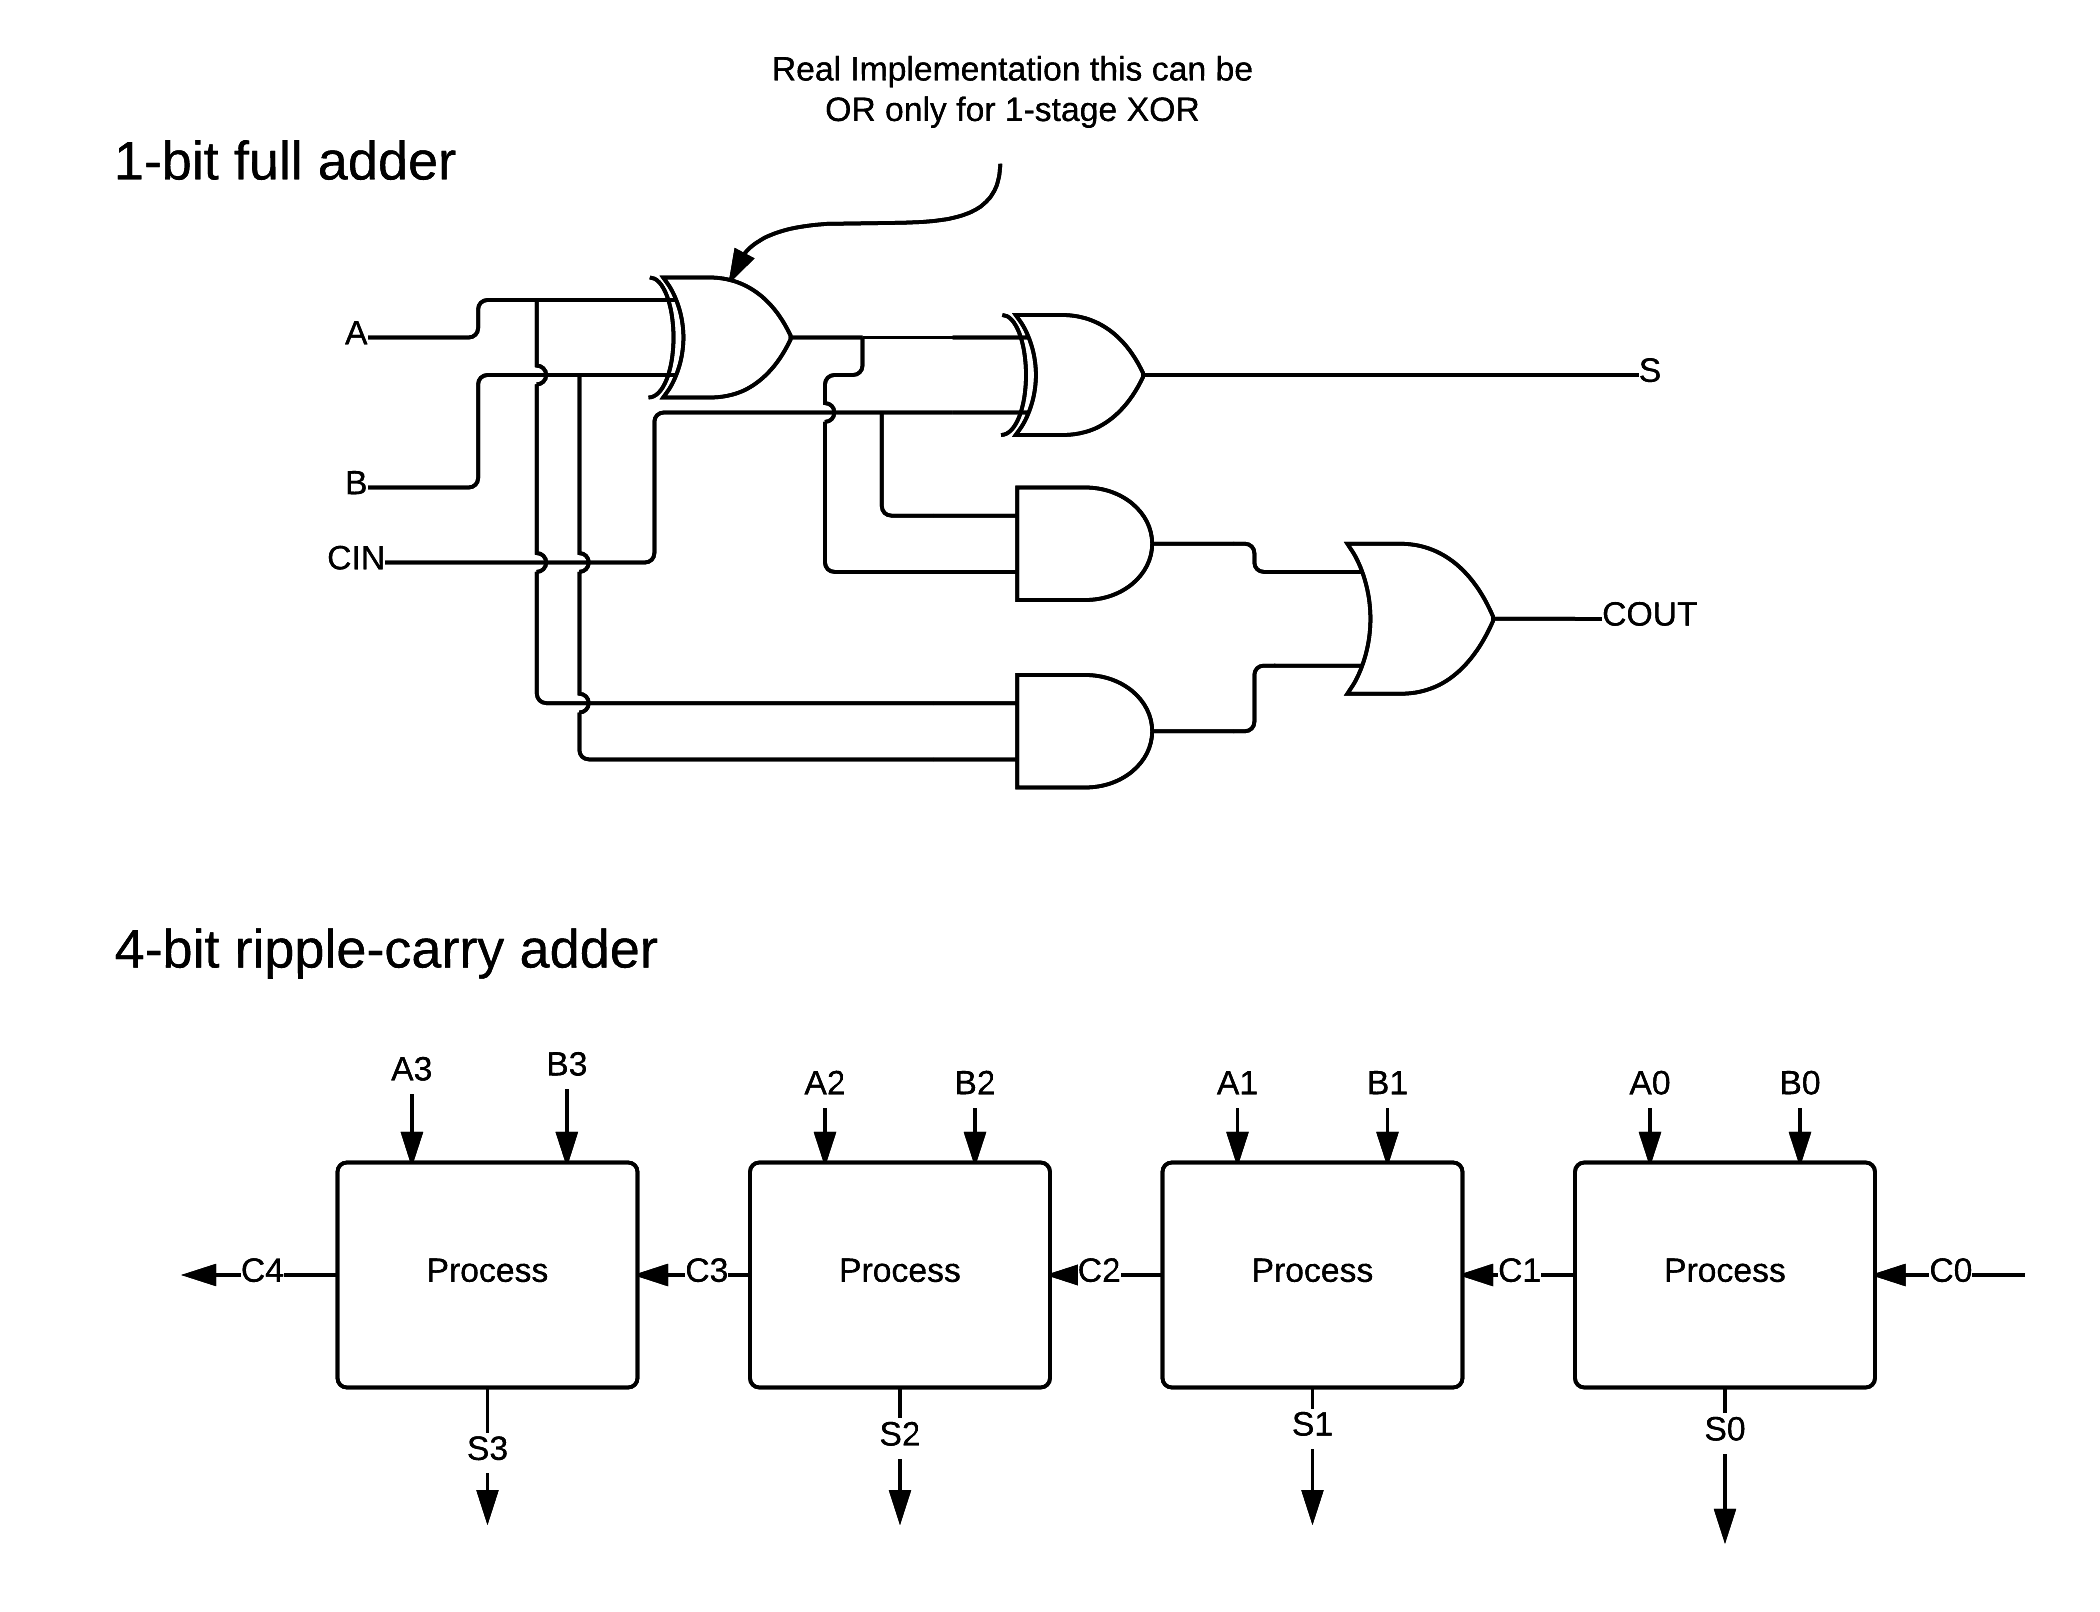 Real Implementation this can be
OR only for 1-stage XOR
1-bit full adder
A
S
B
CIN
COUT
4-bit ripple-carry adder
A3 B3 A2 B2 A1 B1 A0 B0
C4 Process C3 Process C2 Process C1 Process C0
S3 S2 S1 S0